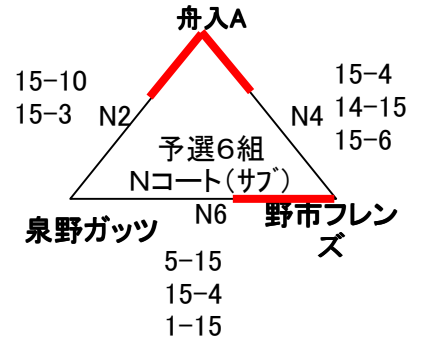 舟入A
15-10
15-3
N2
15-4
14-15
15-6
N4
予選6組
Nコート(サブ)
泉野ガッツ
N6
野市フレン
ズ
5-15
15-4
1-15